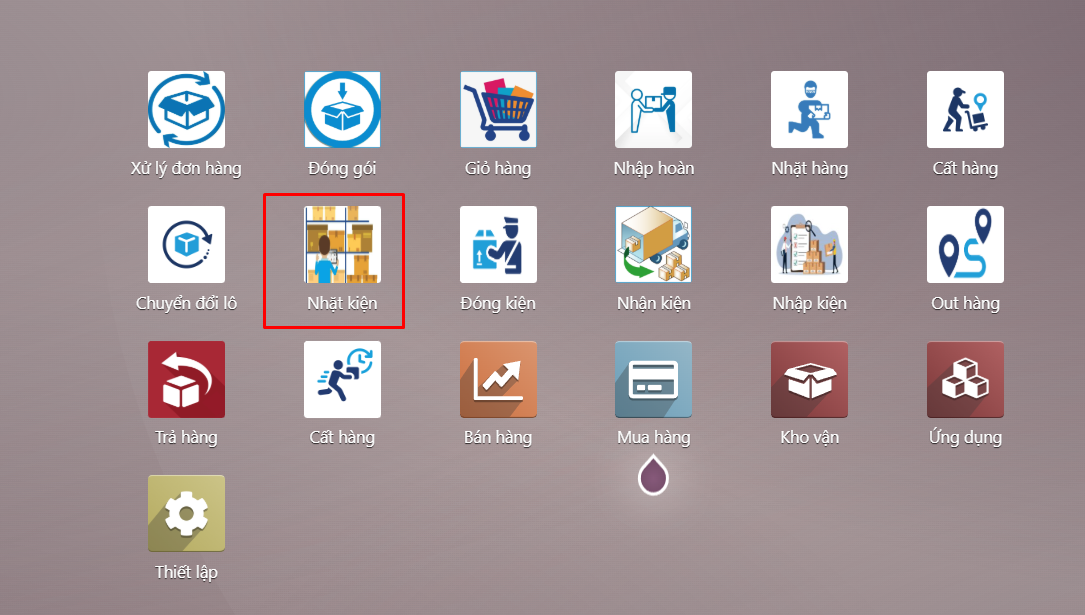 Xử lý đơn hàng
Đóng gói
Giỏ hàng
Nhập hoàn
Nhặt hàng
Cất hàng
Chuyển đổi lô
Nhặt kiện
Đóng kiện
Nhận kiện
Nhập kiện
Out hàng
Trả hàng
Cất hàng
Bán hàng
Mua hàng
Kho vận
Ứng dụng
Thiết lập